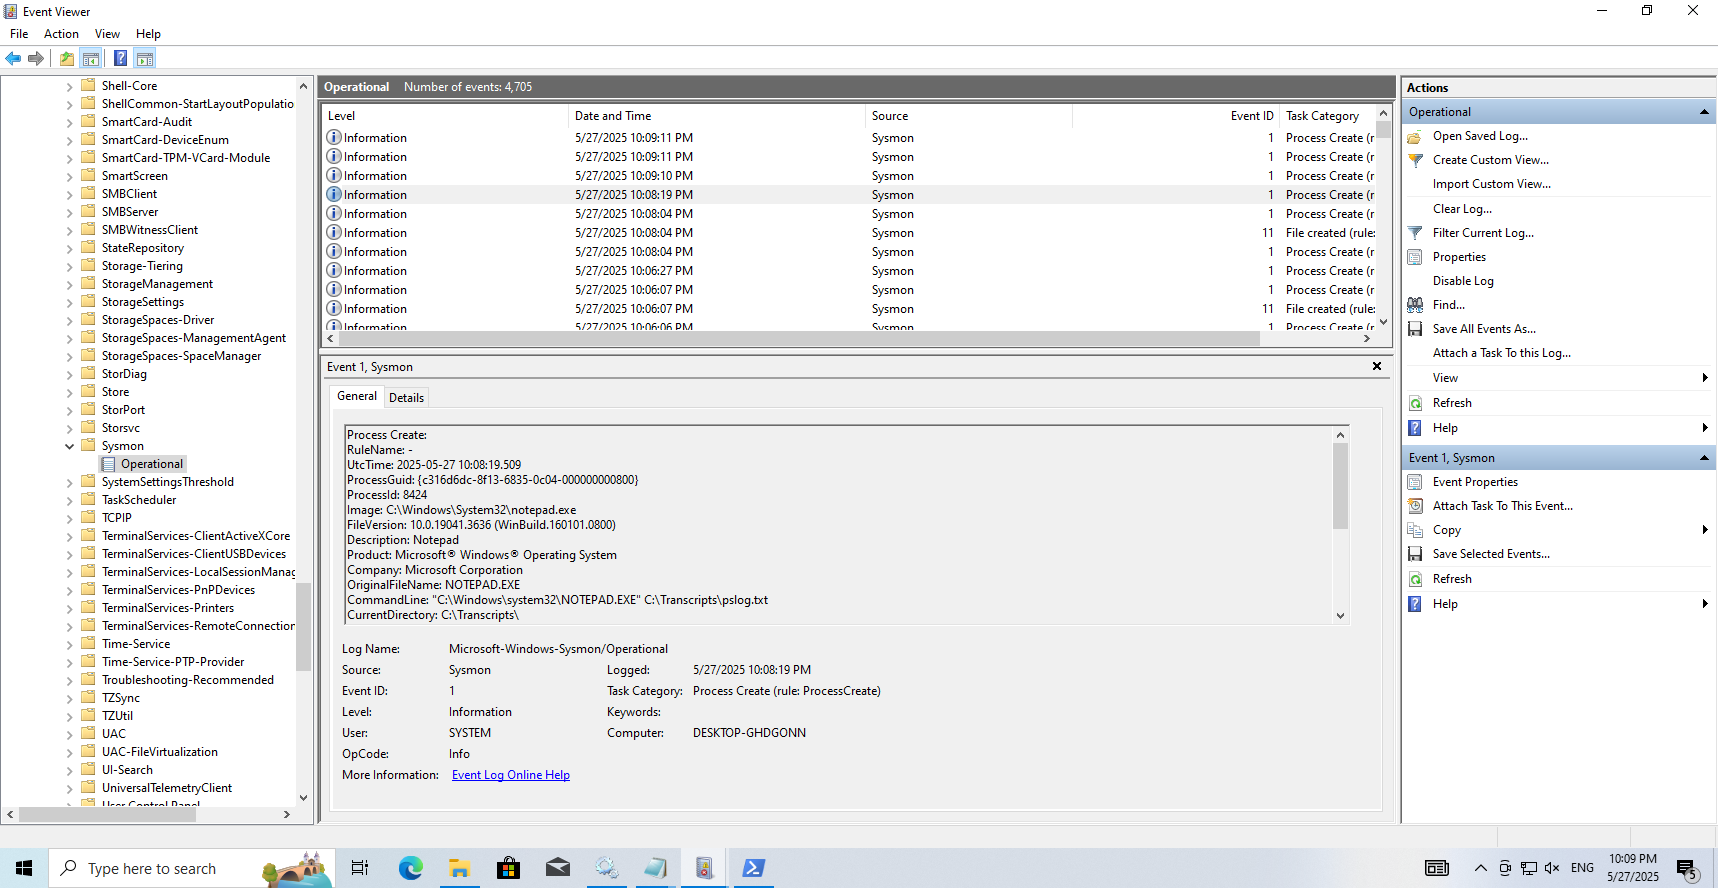 Event Viewer
File Action View Help
Shell-Core
ShellCommon-StartLayoutPopulatio
SmartCard-Audit
SmartCard-DeviceEnum
SmartCard-TPM-VCard-Module
SmartScreen
SMBClient
SMBServer
SMBWitnessClient
StateRepository
Storage-Tiering
StorageManagement
StorageSettings
StorageSpaces-Driver
StorageSpaces-ManagementAgent
StorageSpaces-SpaceManager
StorDiag
Store
StorPort
Storsvc
Sysmon
Operational
SystemSettingsThreshold
TaskScheduler
TCPIP
TerminalServices-ClientActiveXCore
TerminalServices-ClientUSBDevices
TerminalServices-LocalSessionManag
TerminalServices-PnPDevices
TerminalServices-Printers
TerminalServices-RemoteConnection
Time-Service
Time-Service-PTP-Provider
Troubleshooting-Recommended
TZSync
TZUtil
UAC
UAC-FileVirtualization
UI-Search
UniversalTelemetryClient
User Control Panel
Operational Number of events: 4,705
Level Date and Time Source Event ID Task Category
Information 5/27/2025 10:09:11 PM Sysmon 1 Process Create (r
Information 5/27/2025 10:09:11 PM Sysmon 1 Process Create (r
Information 5/27/2025 10:09:10 PM Sysmon 1 Process Create (r
Information 5/27/2025 10:08:19 PM Sysmon 1 Process Create (r
Information 5/27/2025 10:08:04 PM Sysmon 1 Process Create (r
Information 5/27/2025 10:08:04 PM Sysmon 11 File created (rule:
Information 5/27/2025 10:08:04 PM Sysmon 1 Process Create (r
Information 5/27/2025 10:06:27 PM Sysmon 1 Process Create (r
Information 5/27/2025 10:06:07 PM Sysmon 1 Process Create (r
Information 5/27/2025 10:06:07 PM Sysmon 11 File created (rule:
Information 5/27/2025 10:06:06 PM Sysmon 1 Process Create (r
Event 1, Sysmon
General Details
Process Create:
RuleName: -
UtcTime: 2025-05-27 10:08:19.509
ProcessGuid: {c316d6dc-8f13-6835-0c04-000000000800}
ProcessId: 8424
Image: C:\Windows\System32\notepad.exe
FileVersion: 10.0.19041.3636 (WinBuild.160101.0800)
Description: Notepad
Product: Microsoft® Windows® Operating System
Company: Microsoft Corporation
OriginalFileName: NOTEPAD.EXE
CommandLine: "C:\Windows\system32\NOTEPAD.EXE" C:\Transcripts\pslog.txt
CurrentDirectory: C:\Transcripts\
Log Name: Microsoft-Windows-Sysmon/Operational
Source: Sysmon Logged: 5/27/2025 10:08:19 PM
Event ID: 1 Task Category: Process Create (rule: ProcessCreate)
Level: Information Keywords:
User: SYSTEM Computer: DESKTOP-GHDGONN
OpCode: Info
More Information: Event Log Online Help
Actions
Operational
Open Saved Log...
Create Custom View...
Import Custom View...
Clear Log...
Filter Current Log...
Properties
Disable Log
Find...
Save All Events As...
Attach a Task To this Log...
View
Refresh
Help
Event 1, Sysmon
Event Properties
Attach Task To This Event...
Copy
Save Selected Events...
Refresh
Help
Type here to search
ENG
10:09 PM
5/27/2025
5